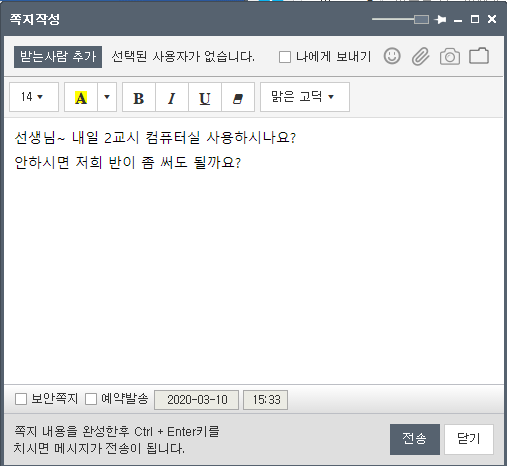 쪽지작성
받는사람 추가 선택된 사용자가 없습니다. 나에게 보내기
14 A B I U 맑은 고딕
선생님~ 내일 2교시 컴퓨터실 사용하시나요?
안하시면 저희 반이 좀 써도 될까요?
보안쪽지 예약발송 2020-03-10 15:33
쪽지 내용을 완성한후 Ctrl + Enter키를
치시면 메시지가 전송이 됩니다.
전송 닫기